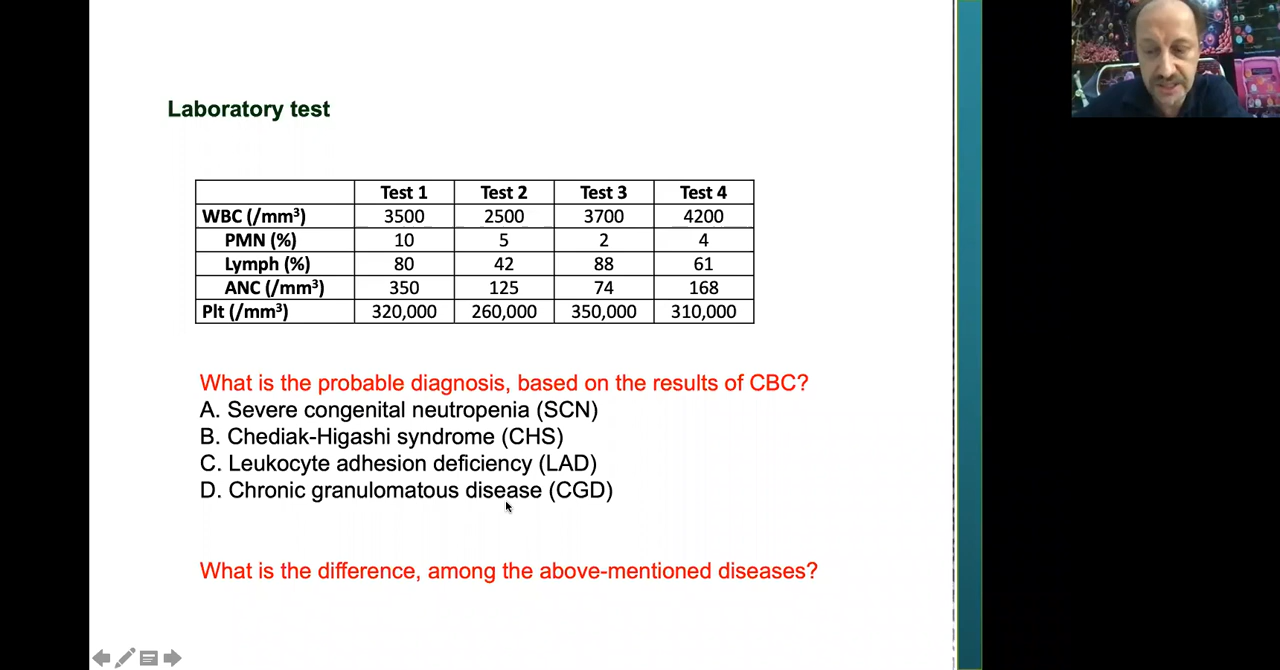 Laboratory test
Test 1 Test 2 Test 3 Test 4
WBC (/mm³) 3500 2500 3700 4200
PMN (%) 10 5 2 4
Lymph (%) 80 42 88 61
ANC (/mm³) 350 125 74 168
Plt (/mm³) 320,000 260,000 350,000 310,000
What is the probable diagnosis, based on the results of CBC?
A. Severe congenital neutropenia (SCN)
B. Chediak-Higashi syndrome (CHS)
C. Leukocyte adhesion deficiency (LAD)
D. Chronic granulomatous disease (CGD)
What is the difference, among the above-mentioned diseases?